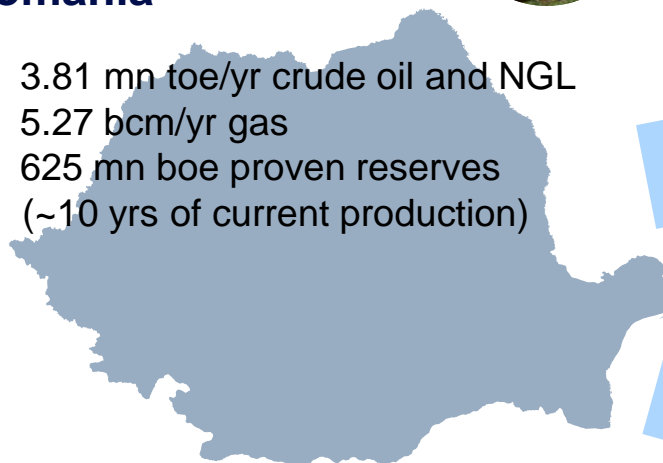 3.81 mn toe/yr crude oil and NGL
5.27 bcm/yr gas
625 mn boe proven reserves
(~10 yrs of current production)